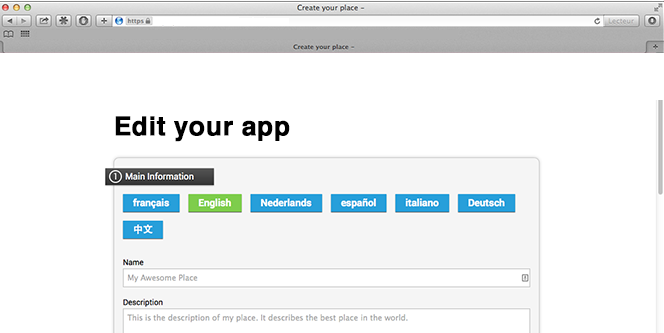 Create your place –
https
Lecteur
Create your place –
Edit your app
1 Main Information
français English Nederlands español italiano Deutsch
中文
Name
My Awesome Place
Description
This is the description of my place. It describes the best place in the world.